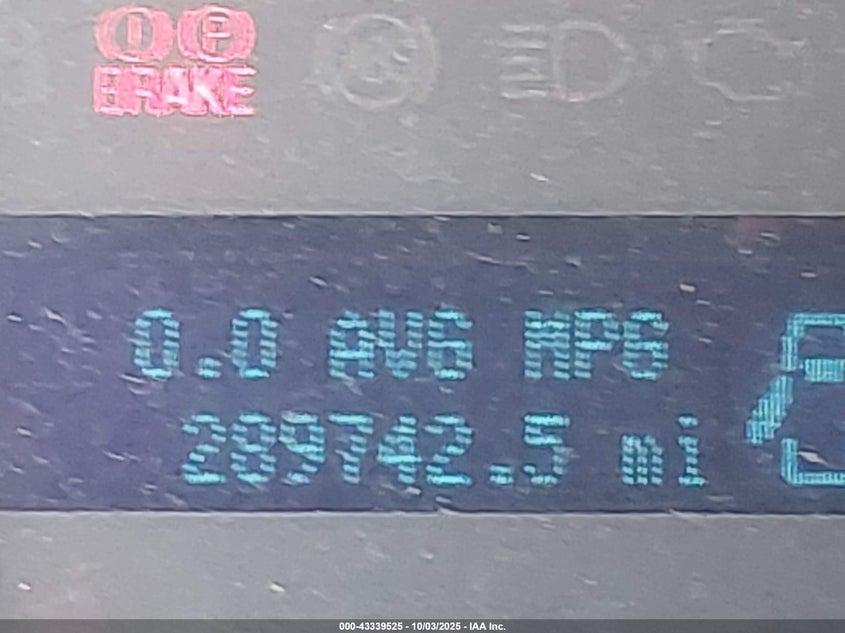 BRAKE
0.0 AVG MPG
289742.5 mi
000-43339525 - 10/03/2025 - IAA Inc.